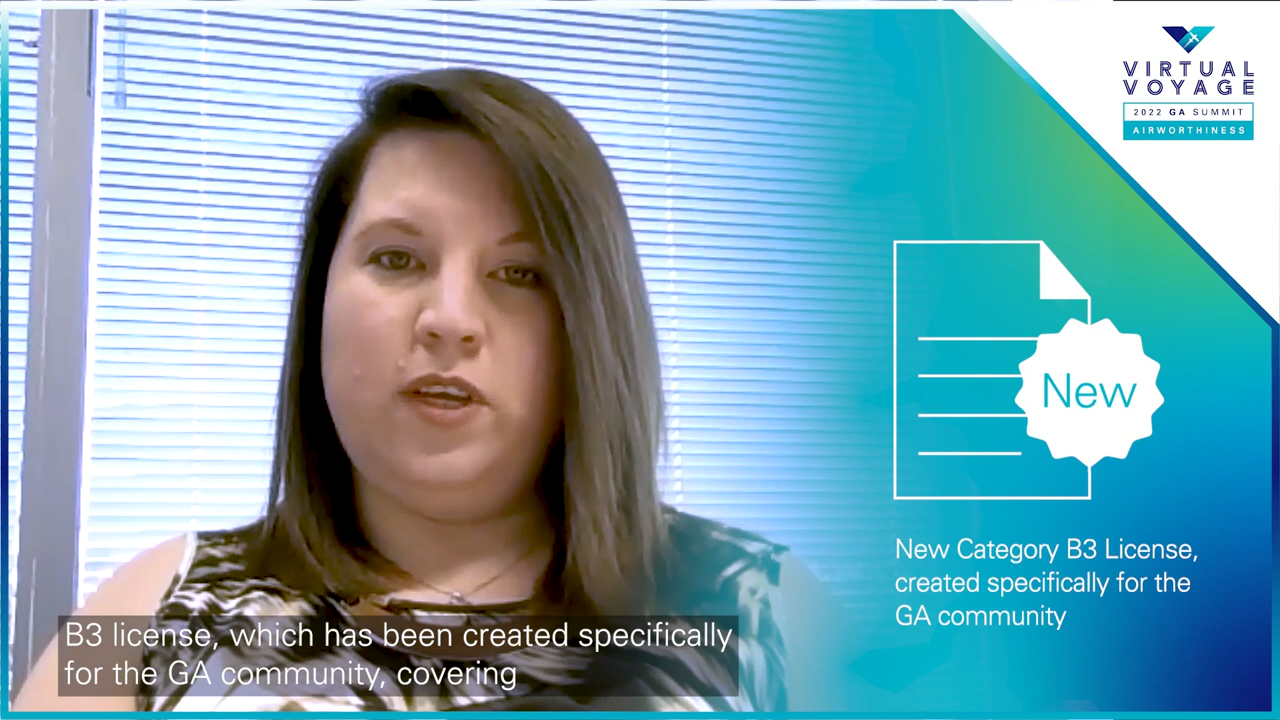 VIRTUAL
VOYAGE
2022 GA SUMMIT
AIRWORTHINESS
New
New Category B3 License,
created specifically for the
GA community
B3 license, which has been created specifically
for the GA community, covering